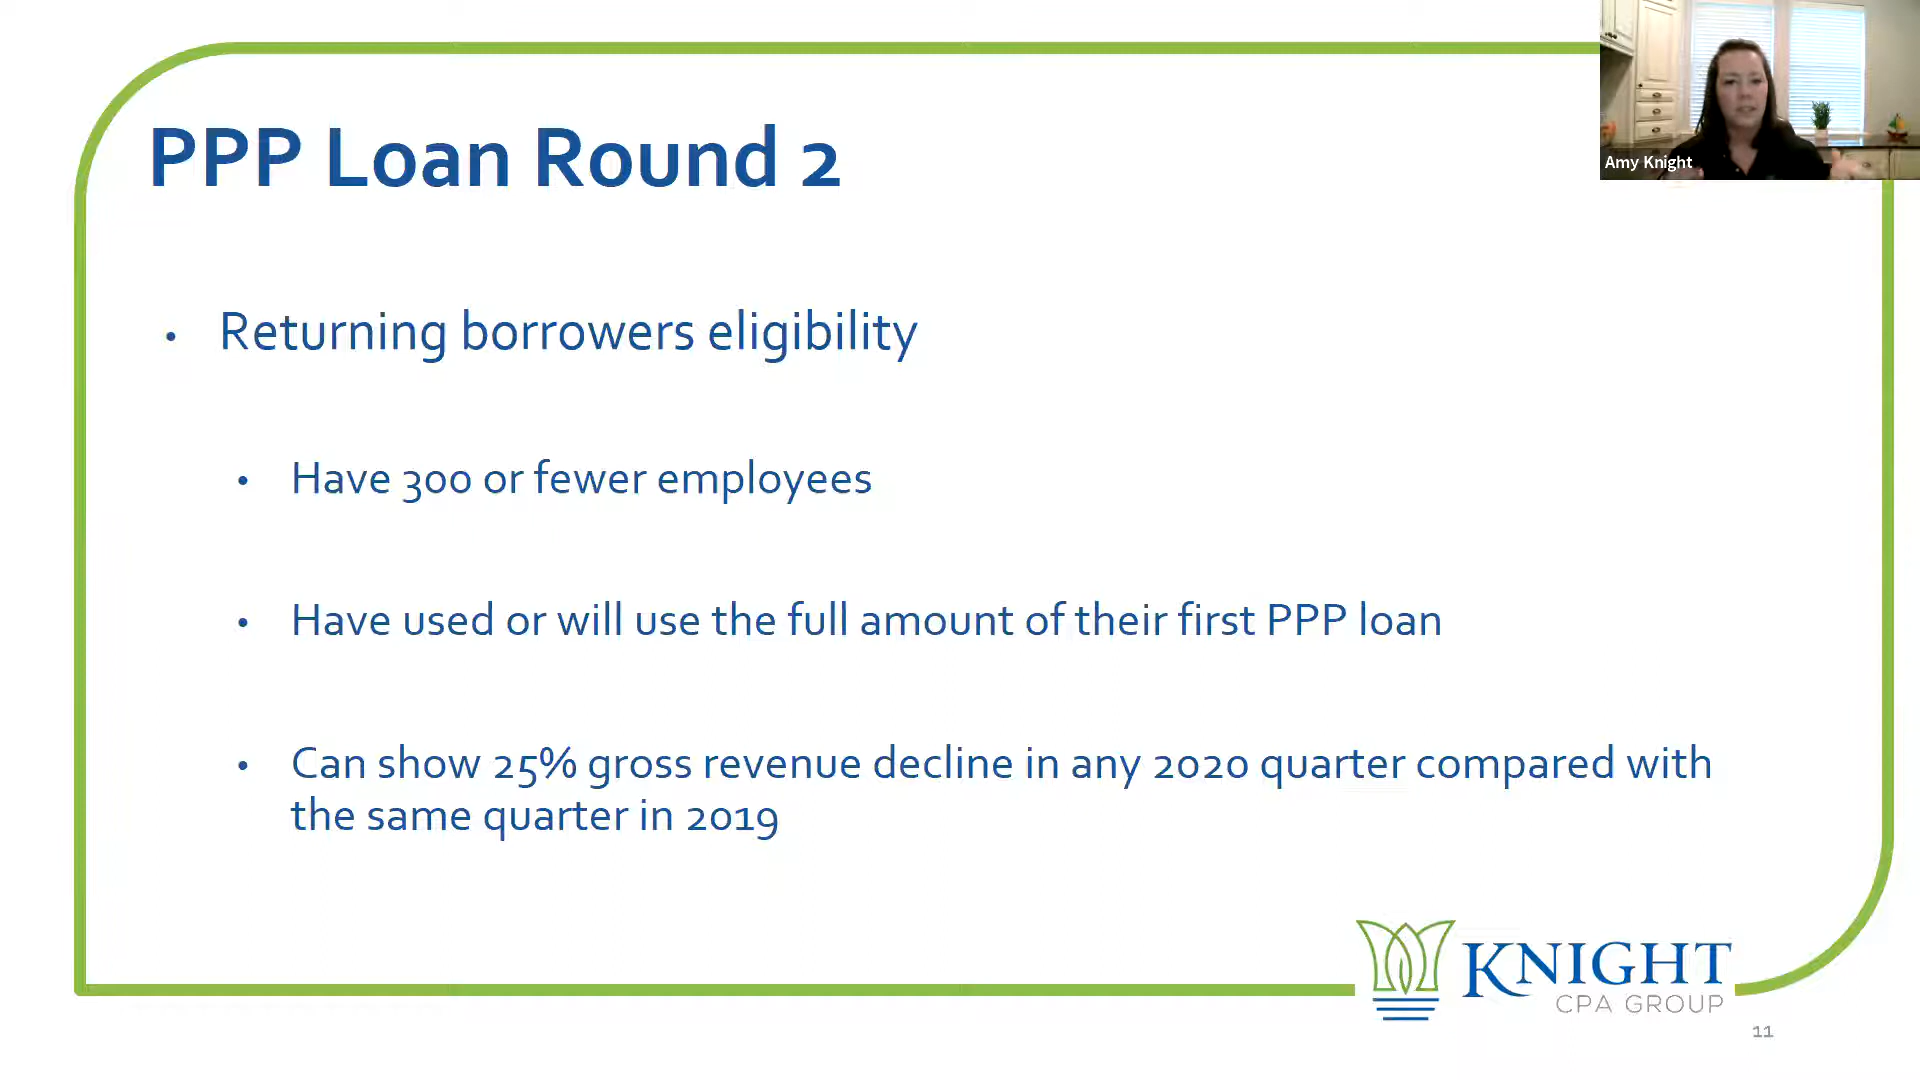 PPP Loan Round 2
Amy Knight
• Returning borrowers eligibility
• Have 300 or fewer employees
• Have used or will use the full amount of their first PPP loan
• Can show 25% gross revenue decline in any 2020 quarter compared with
the same quarter in 2019
KNIGHT
CPA GROUP
11